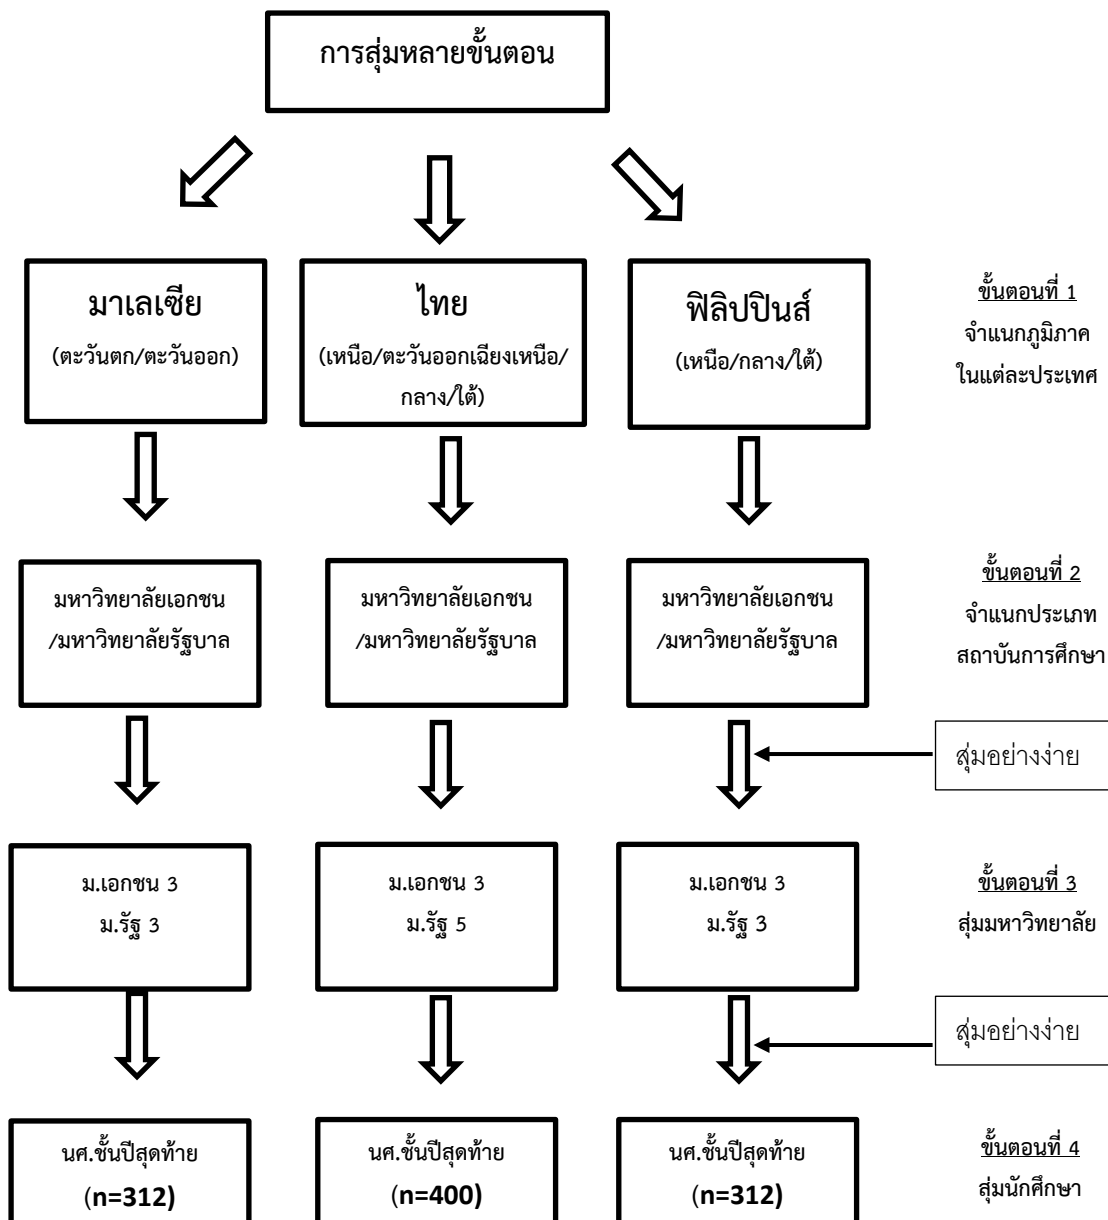 การสุ่มหลายขั้นตอน
มาเลเซีย
(ตะวันตก/ตะวันออก)
ไทย
(เหนือ/ตะวันออกเฉียงเหนือ/
กลาง/ใต้)
ฟิลิปปินส์
(เหนือ/กลาง/ใต้)
ขั้นตอนที่ 1
จำแนกภูมิภาค
ในแต่ละประเทศ
มหาวิทยาลัยเอกชน
/มหาวิทยาลัยรัฐบาล
มหาวิทยาลัยเอกชน
/มหาวิทยาลัยรัฐบาล
มหาวิทยาลัยเอกชน
/มหาวิทยาลัยรัฐบาล
ขั้นตอนที่ 2
จำแนกประเภท
สถาบันการศึกษา
สุ่มอย่างง่าย
ม.เอกชน 3
ม.รัฐ 3
ม.เอกชน 3
ม.รัฐ 5
ม.เอกชน 3
ม.รัฐ 3
ขั้นตอนที่ 3
สุ่มมหาวิทยาลัย
สุ่มอย่างง่าย
นศ.ชั้นปีสุดท้าย
(n=312)
นศ.ชั้นปีสุดท้าย
(n=400)
นศ.ชั้นปีสุดท้าย
(n=312)
ขั้นตอนที่ 4
สุ่มนักศึกษา